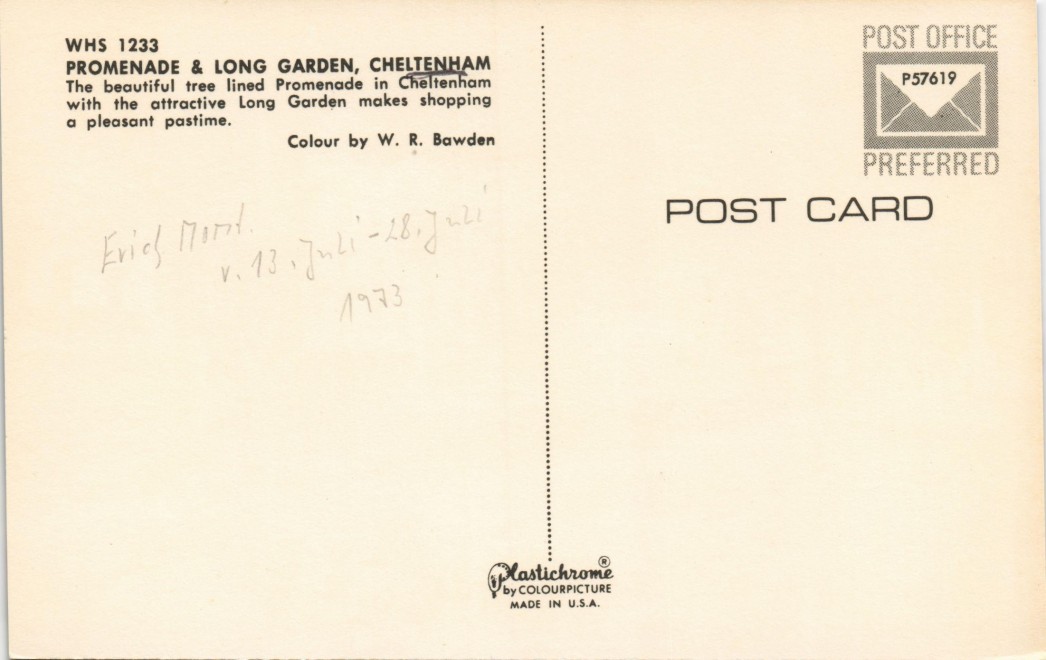 WHS 1233
PROMENADE & LONG GARDEN, CHELTENHAM
The beautiful tree lined Promenade in Cheltenham
with the attractive Long Garden makes shopping
a pleasant pastime.
Colour by W. R. Bawden
Erich
v. 13. Juli - 28. Juli
1973
POST OFFICE
P57619
PREFERRED
POST CARD
Plastichrome ®
by COLOURPICTURE
MADE IN U.S.A.